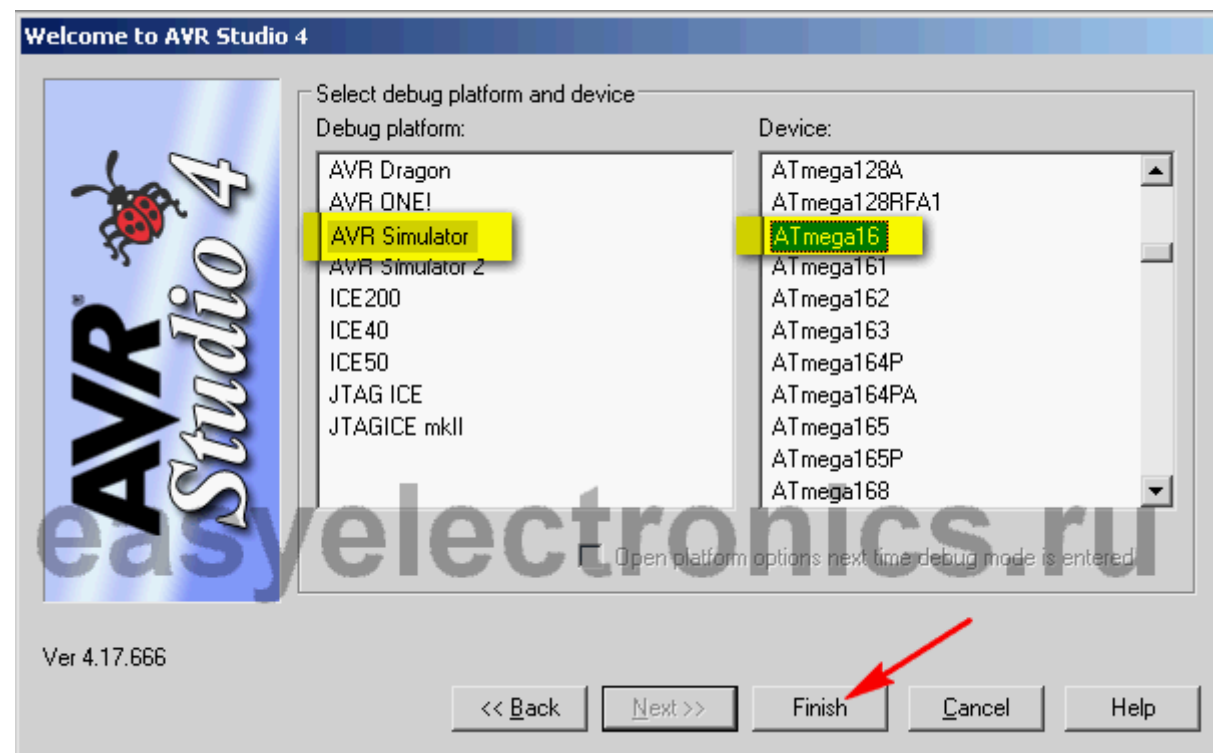 Welcome to AVR Studio 4
AVR Studio 4
Select debug platform and device
Debug platform:
AVR Dragon
AVR ONE!
AVR Simulator
AVR Simulator 2
ICE200
ICE40
ICE50
JTAG ICE
JTAGICE mkII
Device:
ATmega128A
ATmega128RFA1
ATmega16
ATmega161
ATmega162
ATmega163
ATmega164P
ATmega164PA
ATmega165
ATmega165P
ATmega168
easyelectronics.ru
Open platform options next time debug mode is entered
Ver 4.17.666
<< Back Next >> Finish Cancel Help